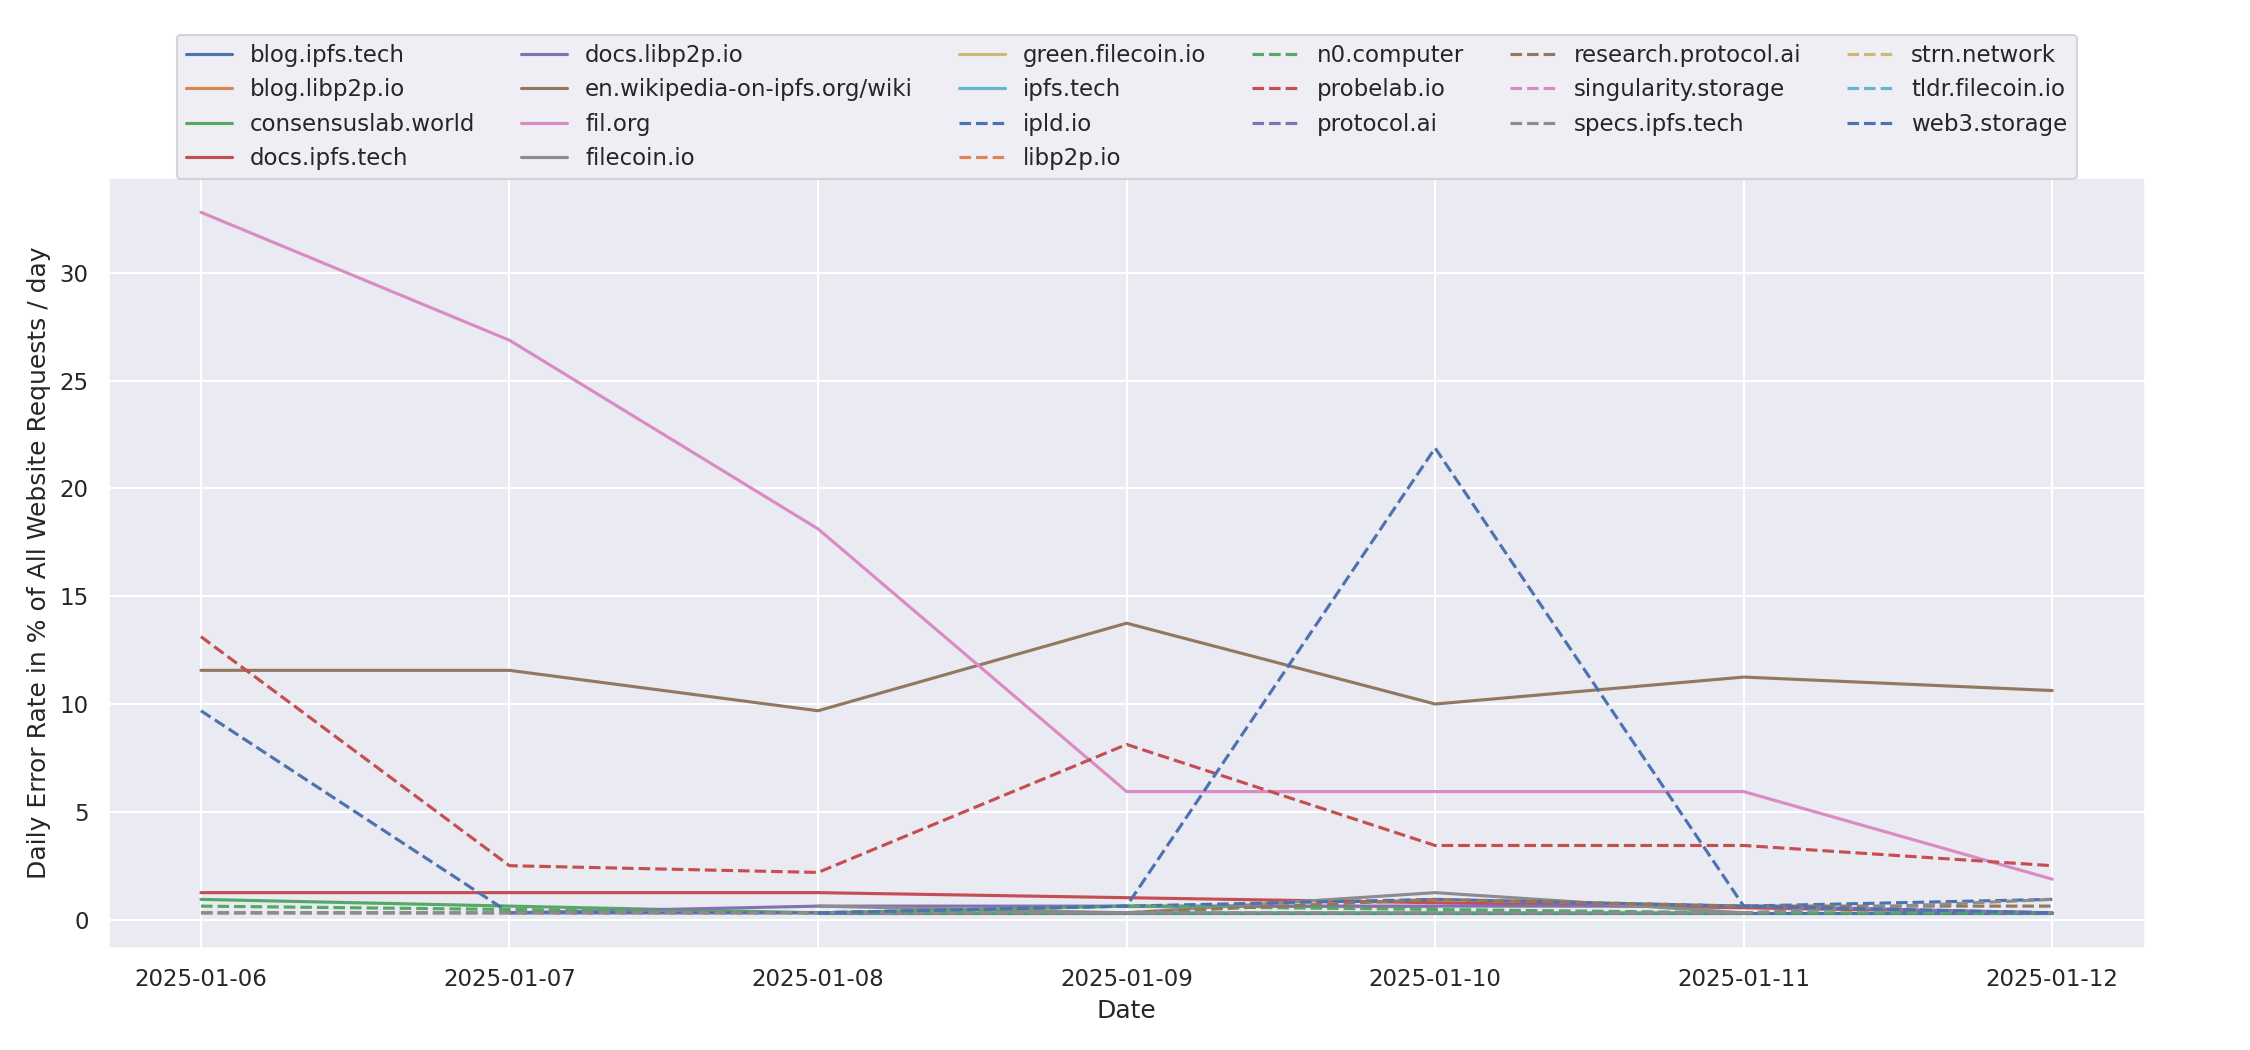 blog.ipfs.tech
blog.libp2p.io
consensuslab.world
docs.ipfs.tech
docs.libp2p.io
en.wikipedia-on-ipfs.org/wiki
fil.org
filecoin.io
green.filecoin.io
ipfs.tech
ipld.io
libp2p.io
n0.computer
probelab.io
protocol.ai
research.protocol.ai
singularity.storage
specs.ipfs.tech
strn.network
tldr.filecoin.io
web3.storage
Daily Error Rate in % of All Website Requests / day
30
25
20
15
10
5
0
2025-01-06
2025-01-07
2025-01-08
2025-01-09
2025-01-10
2025-01-11
2025-01-12
Date